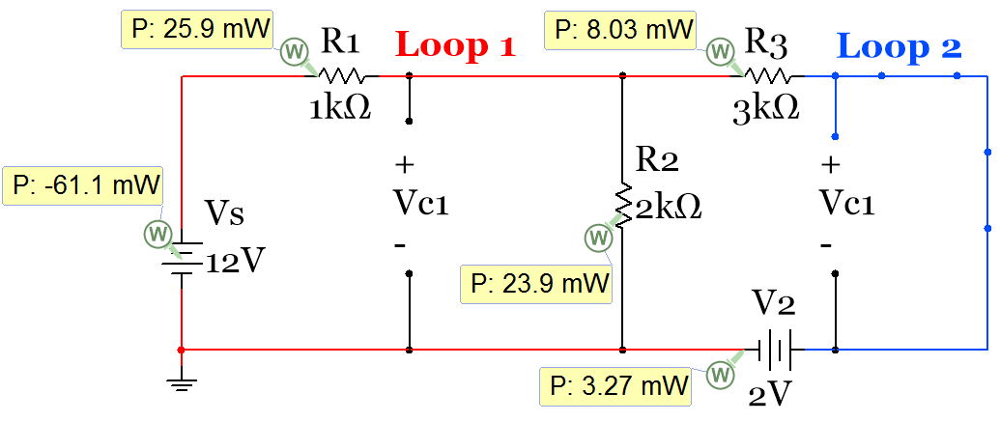 P: 25.9 mW
W
R1
1kΩ
Loop 1
P: 8.03 mW
W
R3
3kΩ
Loop 2
P: -61.1 mW
W
Vs
12V
+
Vc1
-
R2
2kΩ
W
P: 23.9 mW
+
Vc1
-
V2
2V
W
P: 3.27 mW